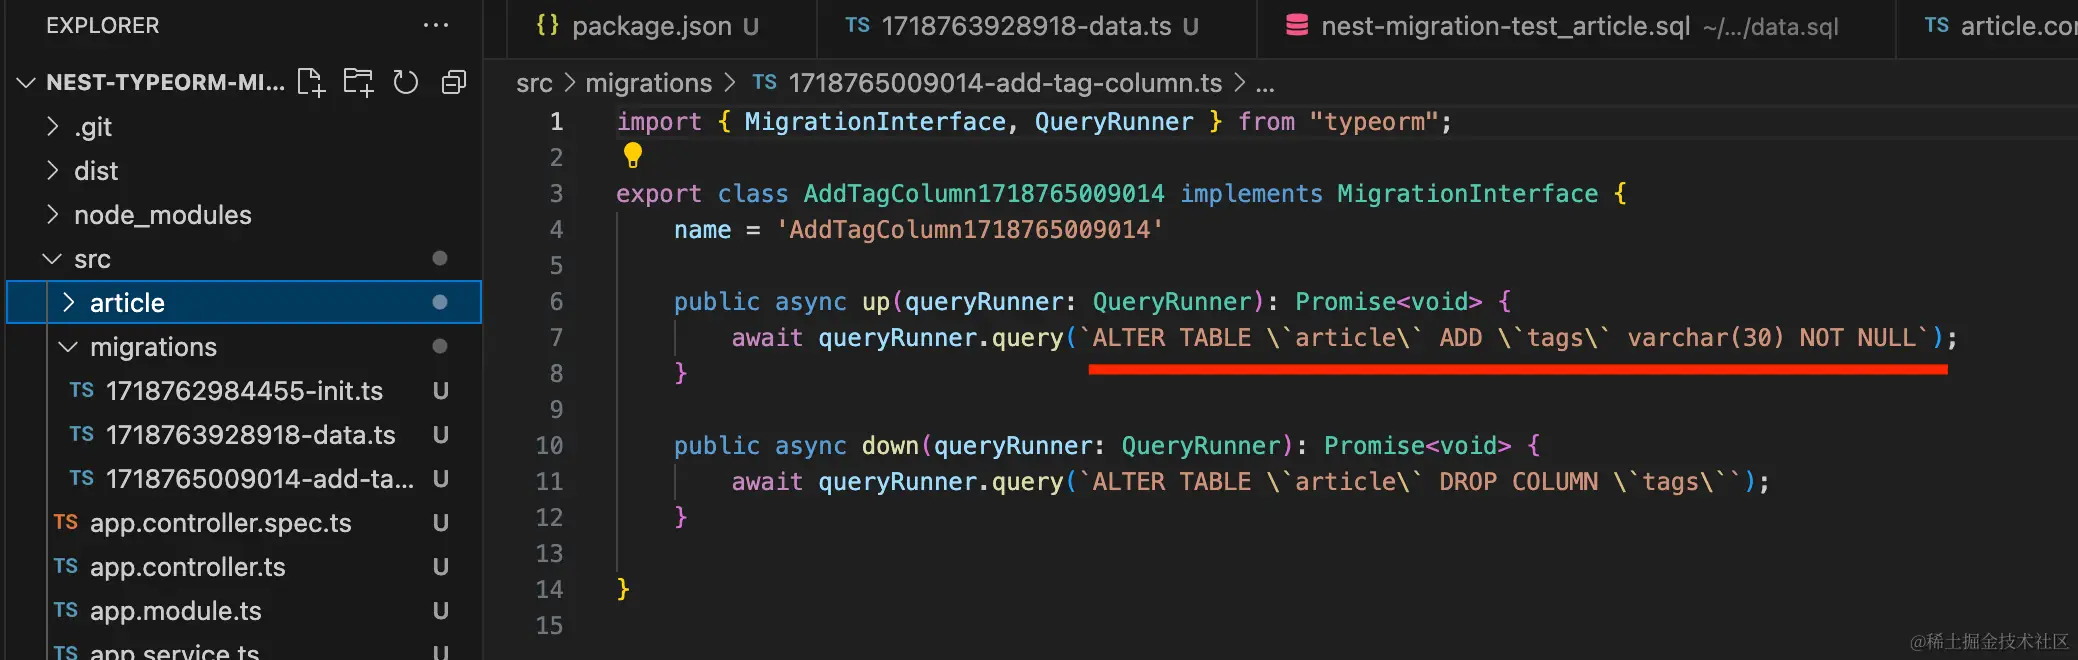 EXPLORER ...
NEST-TYPEORM-MI...
.git
dist
node_modules
src
article
migrations
TS 1718762984455-init.ts U
TS 1718763928918-data.ts U
TS 1718765009014-add-ta... U
TS app.controller.spec.ts U
TS app.controller.ts U
TS app.module.ts U
TS app.service.ts U
{} package.json U
TS 1718763928918-data.ts U
nest-migration-test_article.sql ~/.../data.sql
TS article.co
src > migrations > TS 1718765009014-add-tag-column.ts > ...
1 import { MigrationInterface, QueryRunner } from "typeorm";
2
3 export class AddTagColumn1718765009014 implements MigrationInterface {
4 name = 'AddTagColumn1718765009014'
5
6 public async up(queryRunner: QueryRunner): Promise<void> {
7 await queryRunner.query(`ALTER TABLE \`article\` ADD \`tags\` varchar(30) NOT NULL`);
8 }
9
10 public async down(queryRunner: QueryRunner): Promise<void> {
11 await queryRunner.query(`ALTER TABLE \`article\` DROP COLUMN \`tags\``);
12 }
13
14 }
15
@稀土掘金技术社区